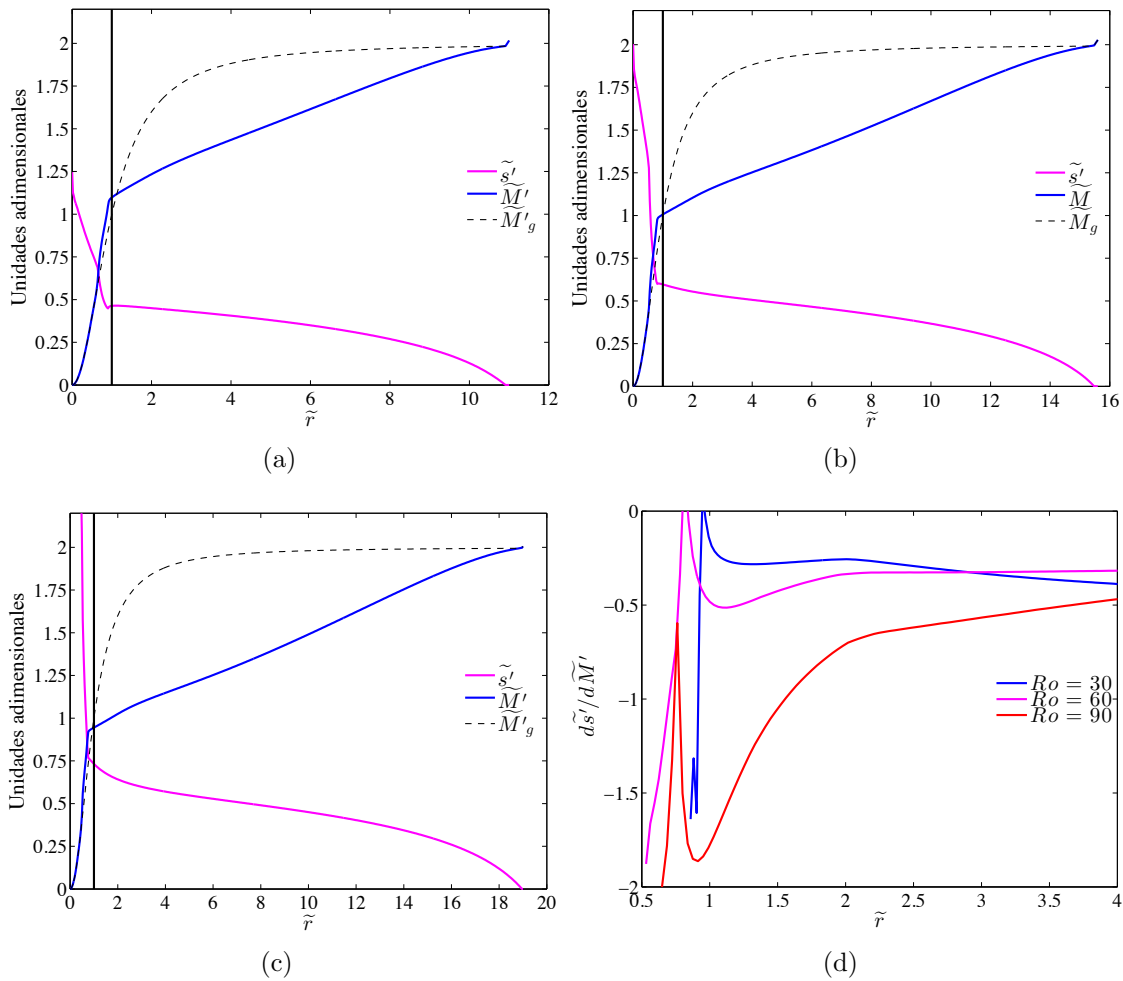 Unidades adimensionales
2
1.75
1.5
1.25
1
0.75
0.5
0.25
0
s̃′
M̃′
M̃′_g
0 2 4 6 8 10 12
r̃
(a)
Unidades adimensionales
2
1.75
1.5
1.25
1
0.75
0.5
0.25
0
s̃′
M̃
M̃_g
0 2 4 6 8 10 12 14 16
r̃
(b)
Unidades adimensionales
2
1.75
1.5
1.25
1
0.75
0.5
0.25
0
s̃′
M̃′
M̃′_g
0 2 4 6 8 10 12 14 16 18 20
r̃
(c)
ds̃′/dM̃′
0
−0.5
−1
−1.5
−2
Ro = 30
Ro = 60
Ro = 90
0.5 1 1.5 2 2.5 3 3.5 4
r̃
(d)